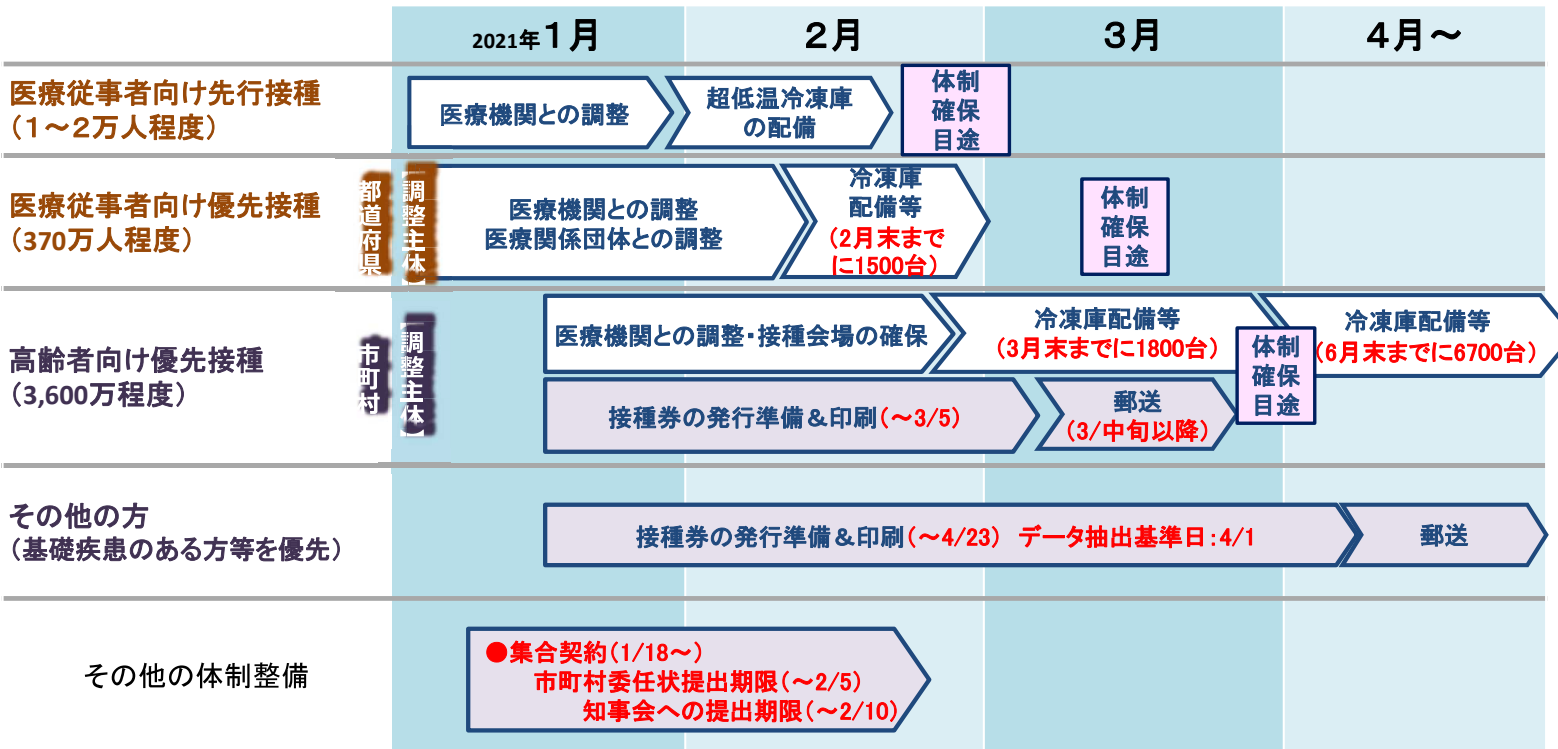 2021年１月
２月
３月
４月～
医療従事者向け先行接種
（１～２万人程度）
医療機関との調整
超低温冷凍庫
の配備
体制
確保
目途
医療従事者向け優先接種
（370万人程度）
都道府県
【調整主体】
医療機関との調整
医療関係団体との調整
冷凍庫
配備等
（2月末まで
に1500台）
体制
確保
目途
高齢者向け優先接種
（3,600万程度）
市町村
【調整主体】
医療機関との調整・接種会場の確保
冷凍庫配備等
（3月末までに1800台）
冷凍庫配備等
（6月末までに6700台）
体制
確保
目途
接種券の発行準備＆印刷（～3/5）
郵送
（3/中旬以降）
その他の方
（基礎疾患のある方等を優先）
接種券の発行準備＆印刷（～4/23） データ抽出基準日：4/1
郵送
その他の体制整備
●集合契約（1/18～）
市町村委任状提出期限（～2/5）
知事会への提出期限（～2/10）